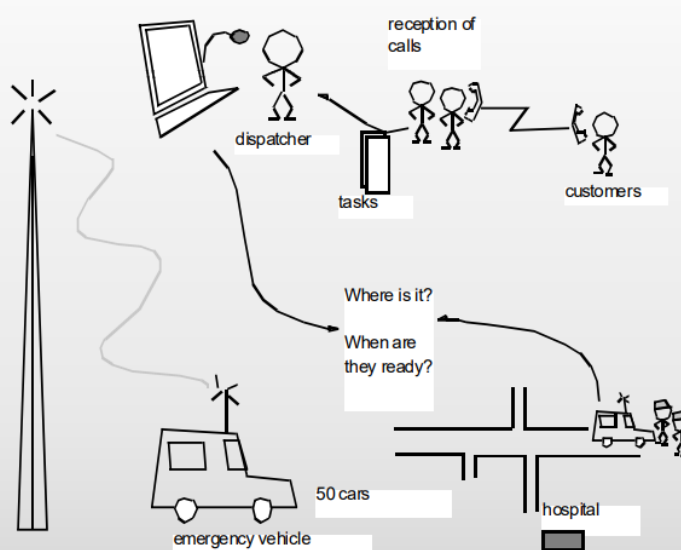 reception of
calls
dispatcher
tasks
customers
Where is it?
When are
they ready?
50 cars
hospital
emergency vehicle